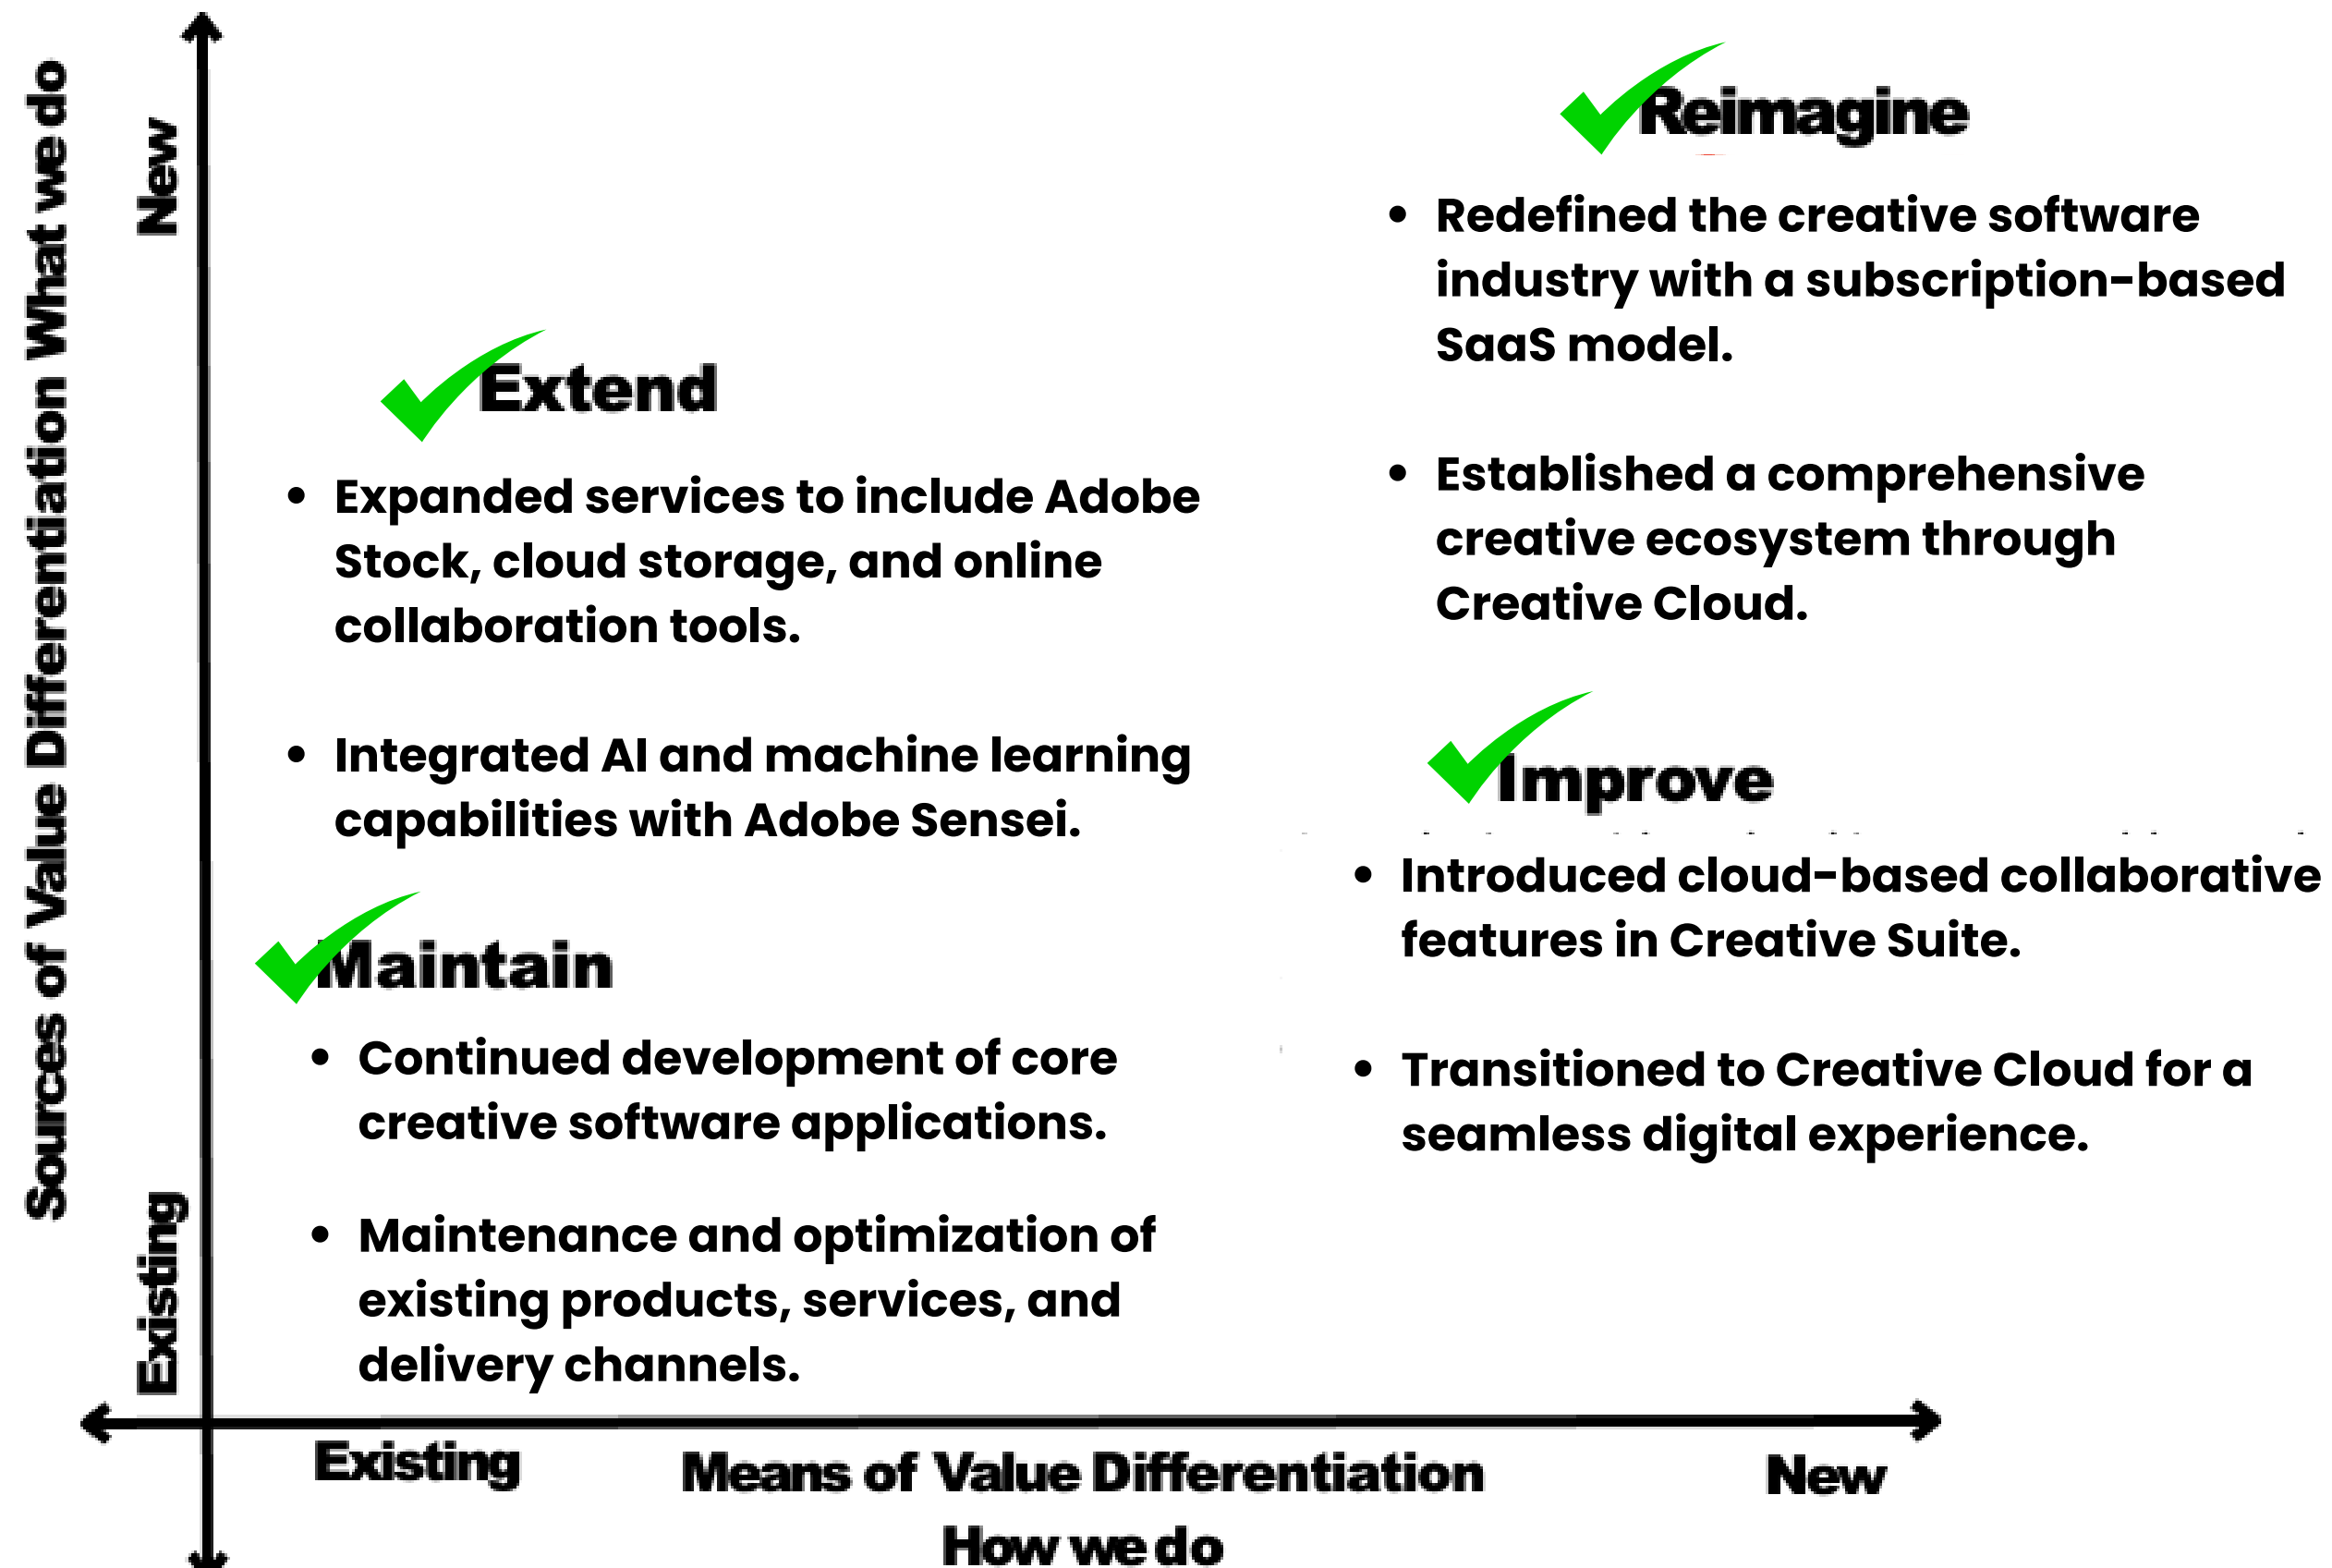 Sources of Value Differentiation What we do
New
Existing
Reimagine
• Redefined the creative software
industry with a subscription-based
SaaS model.
• Established a comprehensive
creative ecosystem through
Creative Cloud.
Extend
• Expanded services to include Adobe
Stock, cloud storage, and online
collaboration tools.
• Integrated AI and machine learning
capabilities with Adobe Sensei.
Improve
• Introduced cloud-based collaborative
features in Creative Suite.
• Transitioned to Creative Cloud for a
seamless digital experience.
Maintain
• Continued development of core
creative software applications.
• Maintenance and optimization of
existing products, services, and
delivery channels.
Existing
Means of Value Differentiation
New
How we do